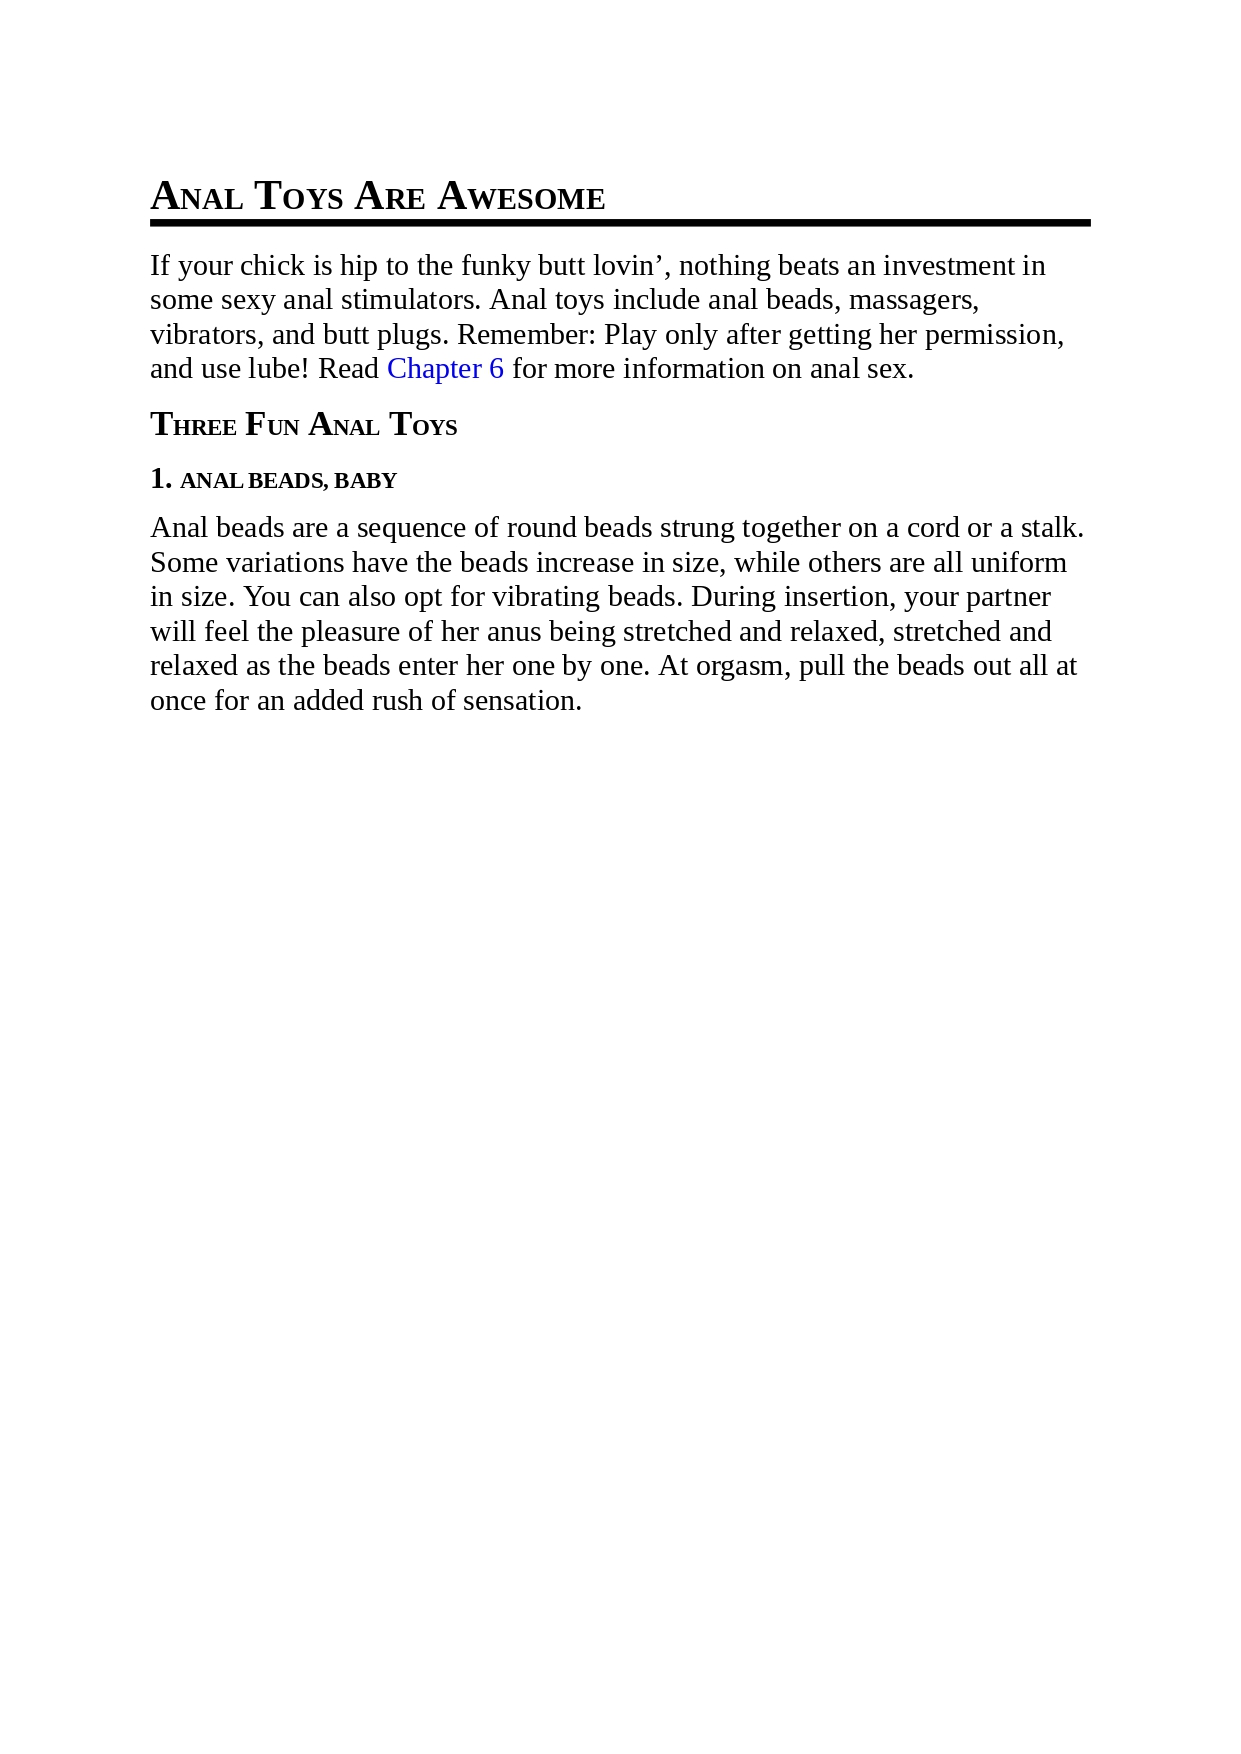 Anal Toys Are Awesome
If your chick is hip to the funky butt lovin’, nothing beats an investment in
some sexy anal stimulators. Anal toys include anal beads, massagers,
vibrators, and butt plugs. Remember: Play only after getting her permission,
and use lube! Read Chapter 6 for more information on anal sex.
Three Fun Anal Toys
1. ANAL BEADS, BABY
Anal beads are a sequence of round beads strung together on a cord or a stalk.
Some variations have the beads increase in size, while others are all uniform
in size. You can also opt for vibrating beads. During insertion, your partner
will feel the pleasure of her anus being stretched and relaxed, stretched and
relaxed as the beads enter her one by one. At orgasm, pull the beads out all at
once for an added rush of sensation.